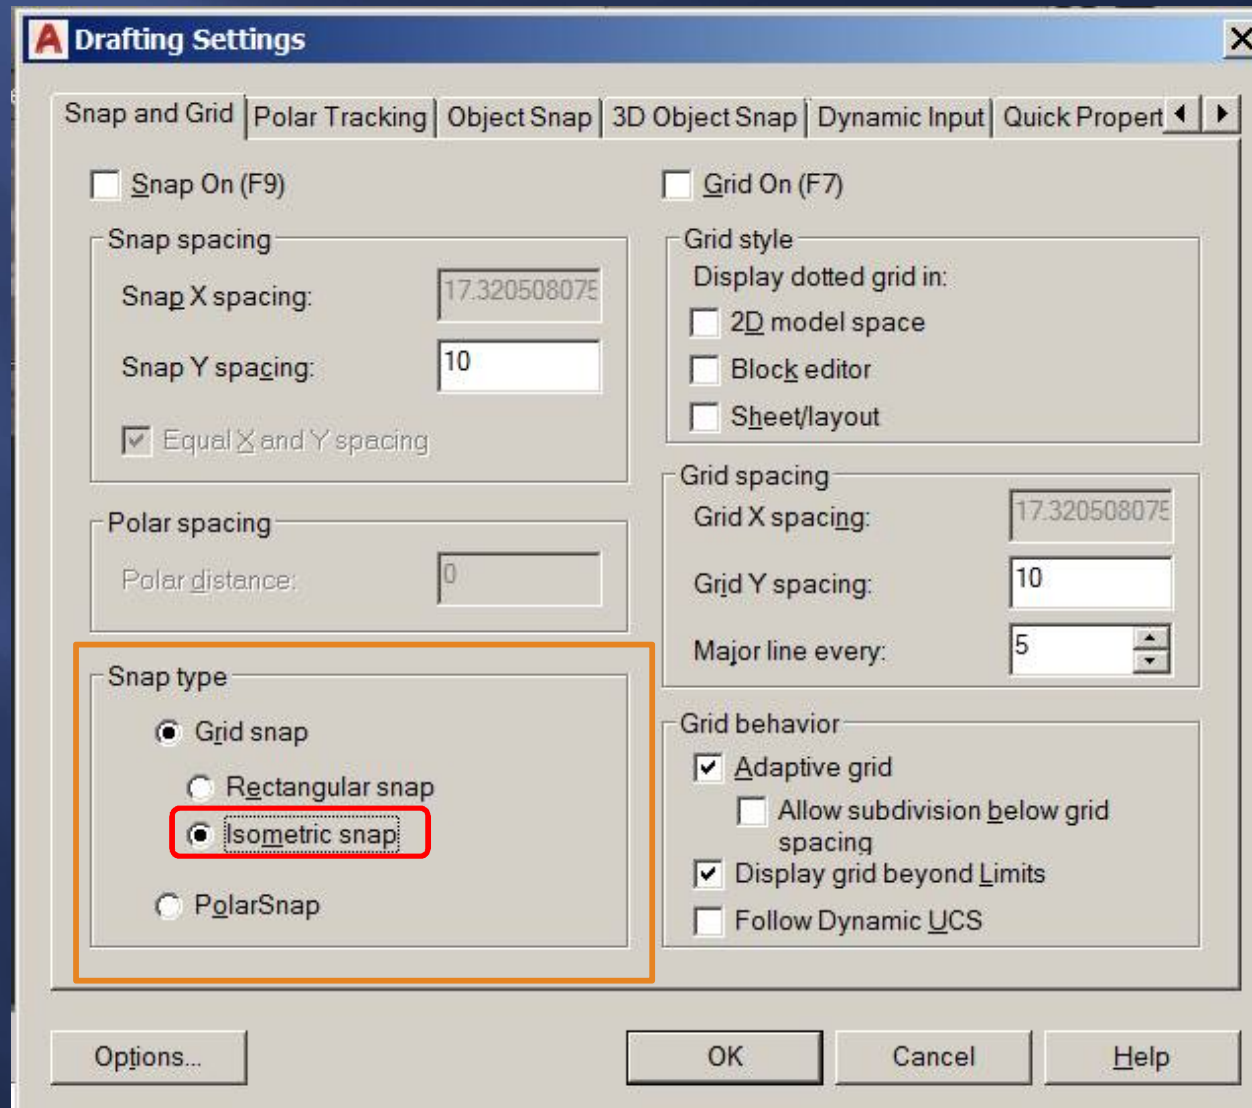 Drafting Settings
Snap and Grid
Polar Tracking
Object Snap
3D Object Snap
Dynamic Input
Quick Propert
Snap On (F9)
Snap spacing
Snap X spacing:
17.320508075
Snap Y spacing:
10
Equal X and Y spacing
Polar spacing
Polar distance:
0
Snap type
Grid snap
Rectangular snap
Isometric snap
PolarSnap
Grid On (F7)
Grid style
Display dotted grid in:
2D model space
Block editor
Sheet/layout
Grid spacing
Grid X spacing:
17.320508075
Grid Y spacing:
10
Major line every:
5
Grid behavior
Adaptive grid
Allow subdivision below grid
spacing
Display grid beyond Limits
Follow Dynamic UCS
Options...
OK
Cancel
Help